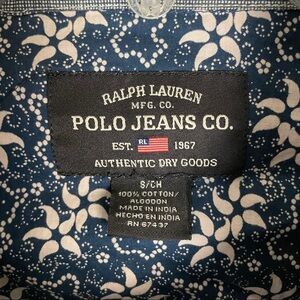 RALPH LAUREN
MFG. CO.
POLO JEANS CO.
EST. RL 1967
AUTHENTIC DRY GOODS
S/CH
100% COTTON/
ALGODON
MADE IN INDIA
HECHO EN INDIA
RN 67437